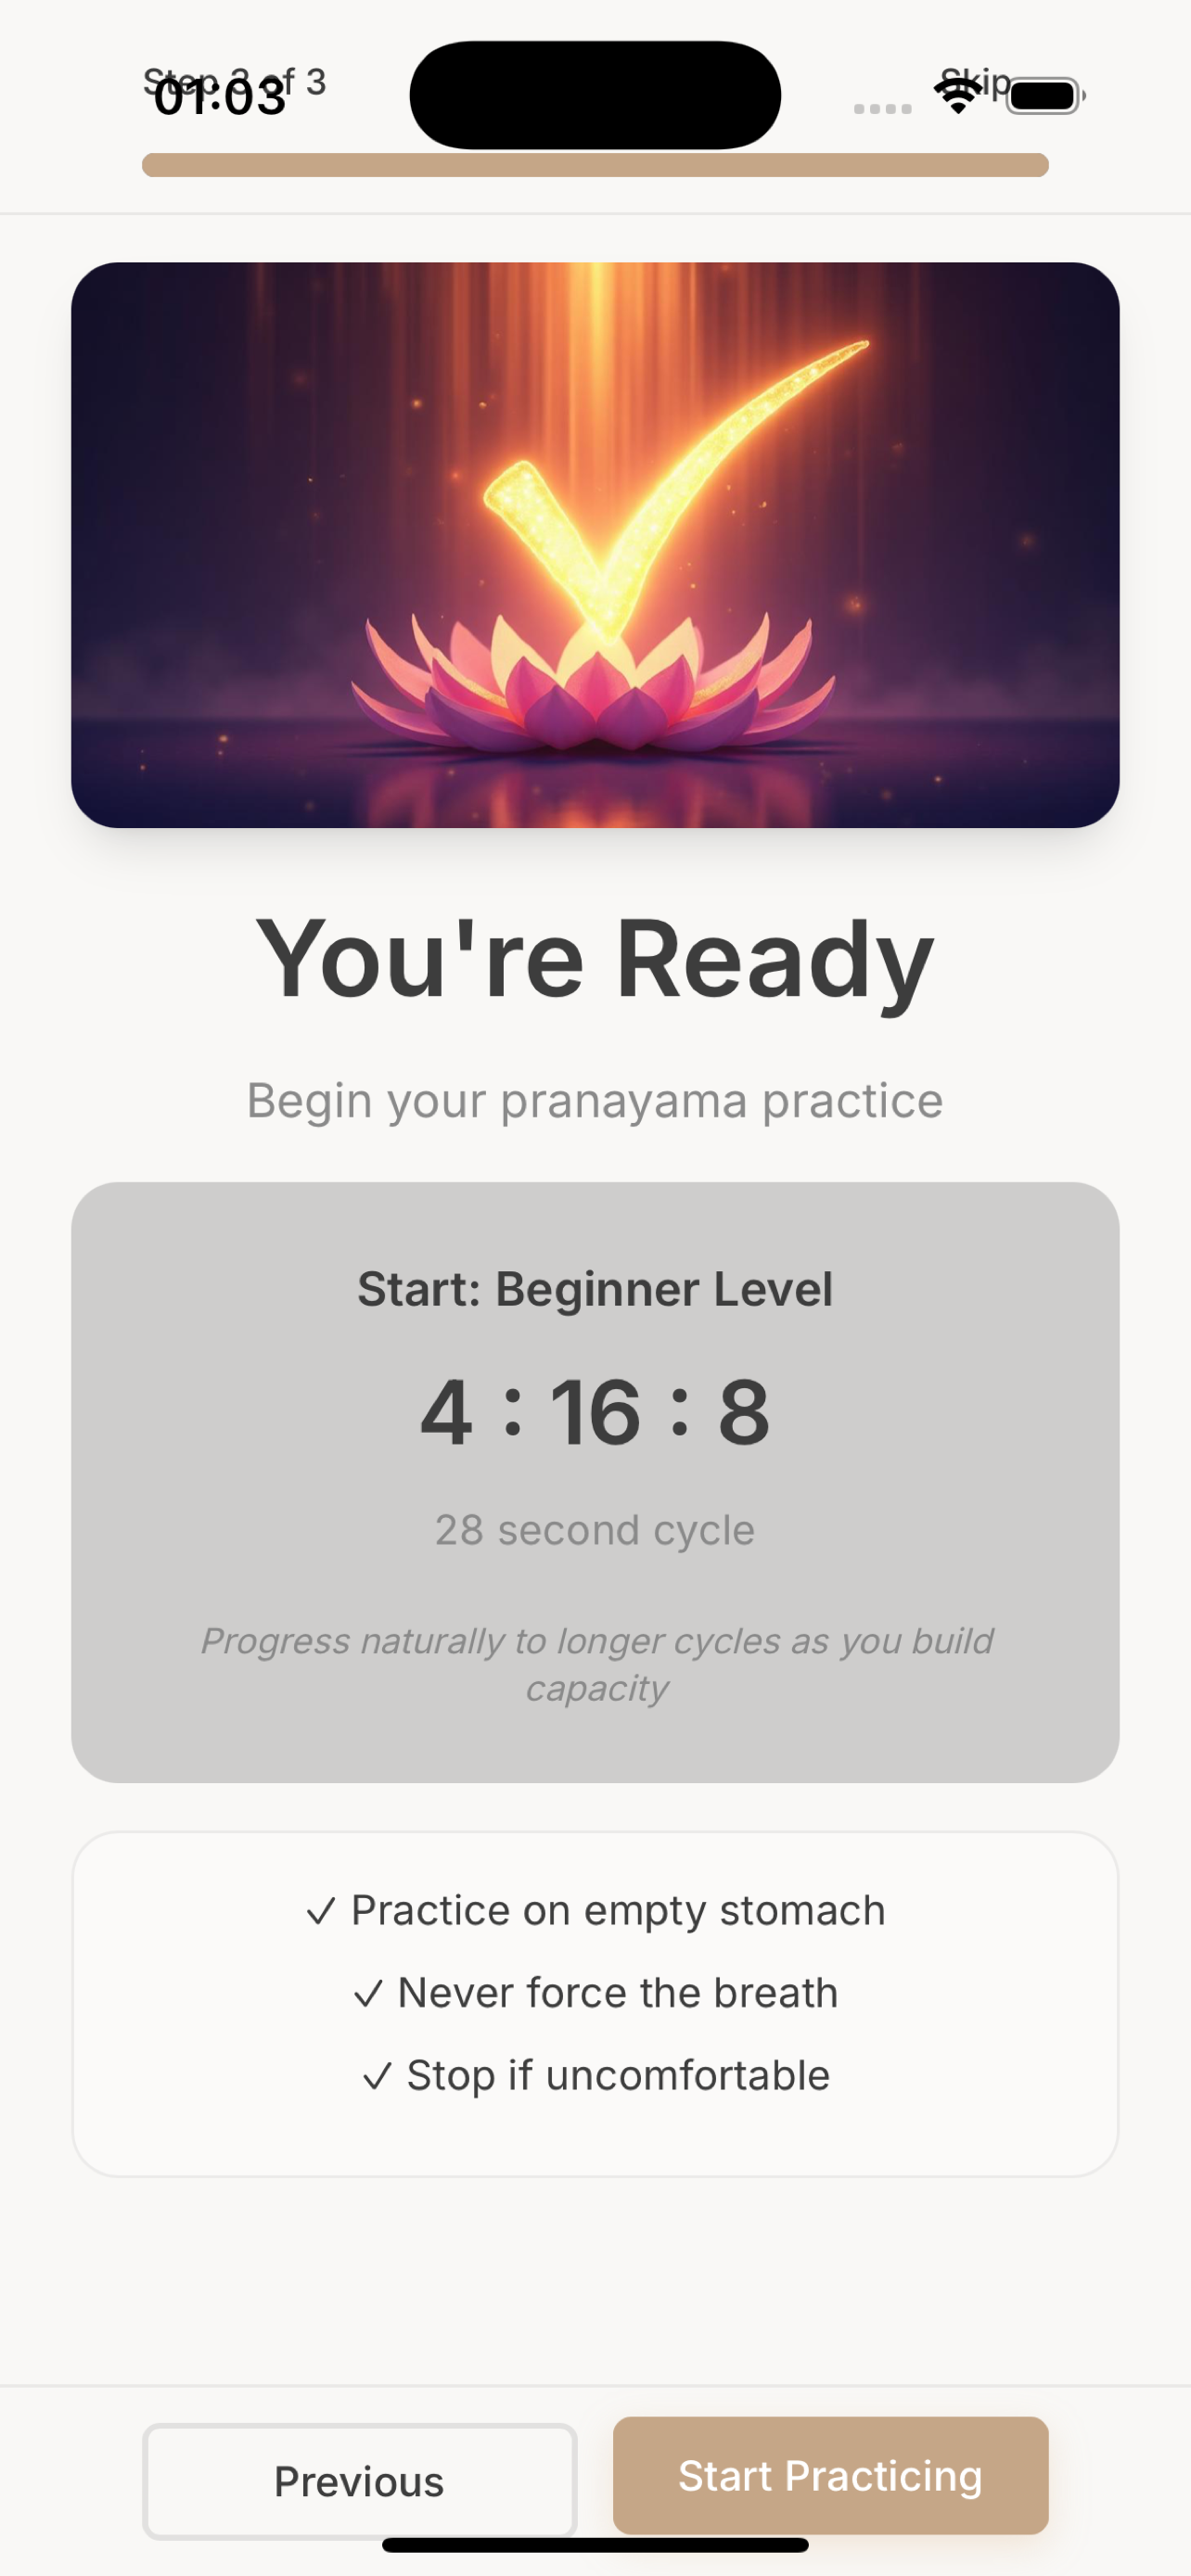 Step 3 of 3
Skip
01:03
You're Ready
Begin your pranayama practice
Start: Beginner Level
4 : 16 : 8
28 second cycle
Progress naturally to longer cycles as you build
capacity
✓ Practice on empty stomach
✓ Never force the breath
✓ Stop if uncomfortable
Previous
Start Practicing